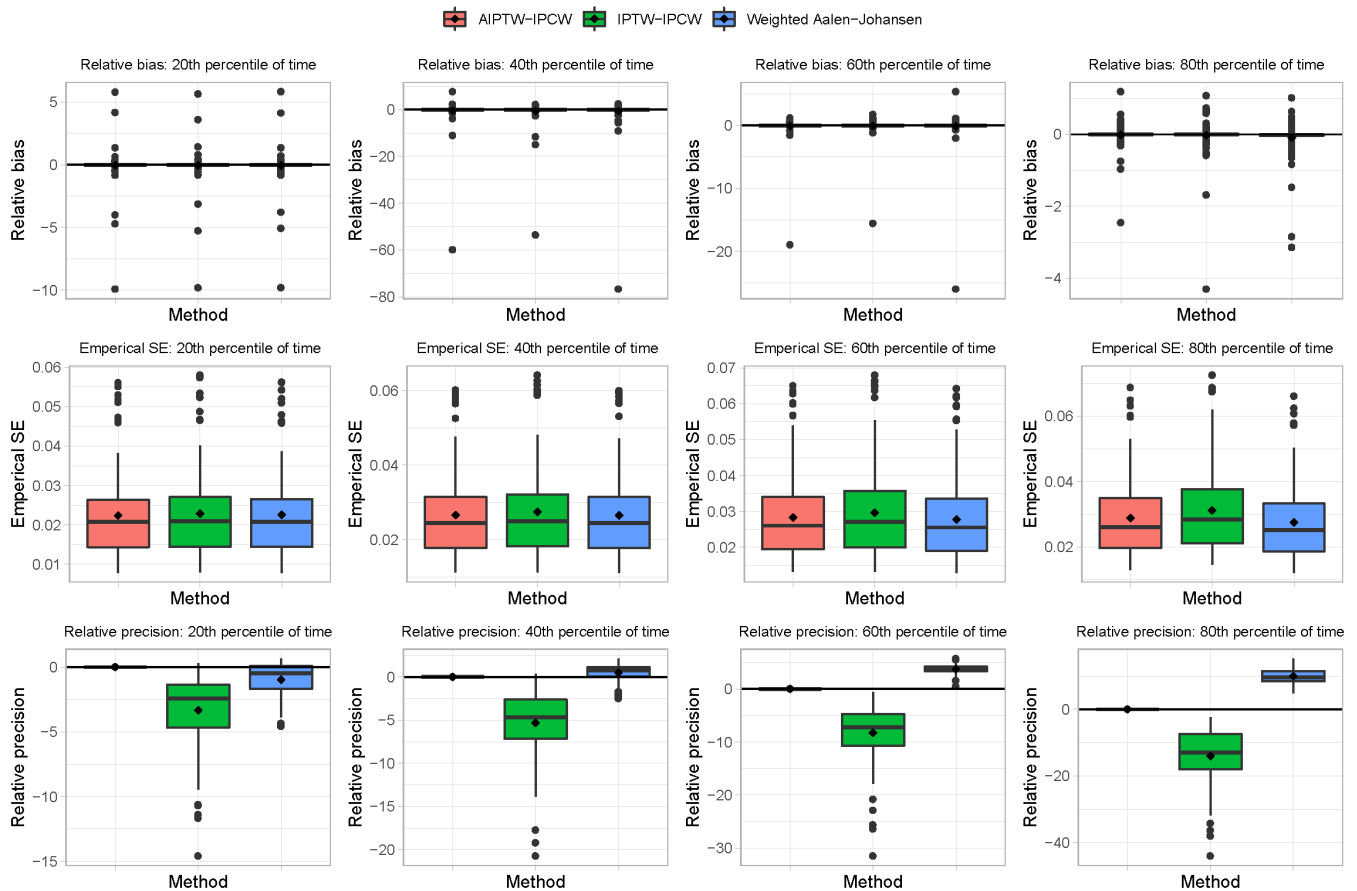 AIPTW−IPCW IPTW−IPCW Weighted Aalen−Johansen
Relative bias: 20th percentile of time
Relative bias
5
0
−5
−10
Method
Relative bias: 40th percentile of time
Relative bias
0
−20
−40
−60
−80
Method
Relative bias: 60th percentile of time
Relative bias
0
−10
−20
Method
Relative bias: 80th percentile of time
Relative bias
0
−2
−4
Method
Emperical SE: 20th percentile of time
Emperical SE
0.06
0.05
0.04
0.03
0.02
0.01
Method
Emperical SE: 40th percentile of time
Emperical SE
0.06
0.04
0.02
Method
Emperical SE: 60th percentile of time
Emperical SE
0.07
0.06
0.05
0.04
0.03
0.02
Method
Emperical SE: 80th percentile of time
Emperical SE
0.06
0.04
0.02
Method
Relative precision: 20th percentile of time
Relative precision
0
−5
−10
−15
Method
Relative precision: 40th percentile of time
Relative precision
0
−5
−10
−15
−20
Method
Relative precision: 60th percentile of time
Relative precision
0
−10
−20
−30
Method
Relative precision: 80th percentile of time
Relative precision
0
−20
−40
Method